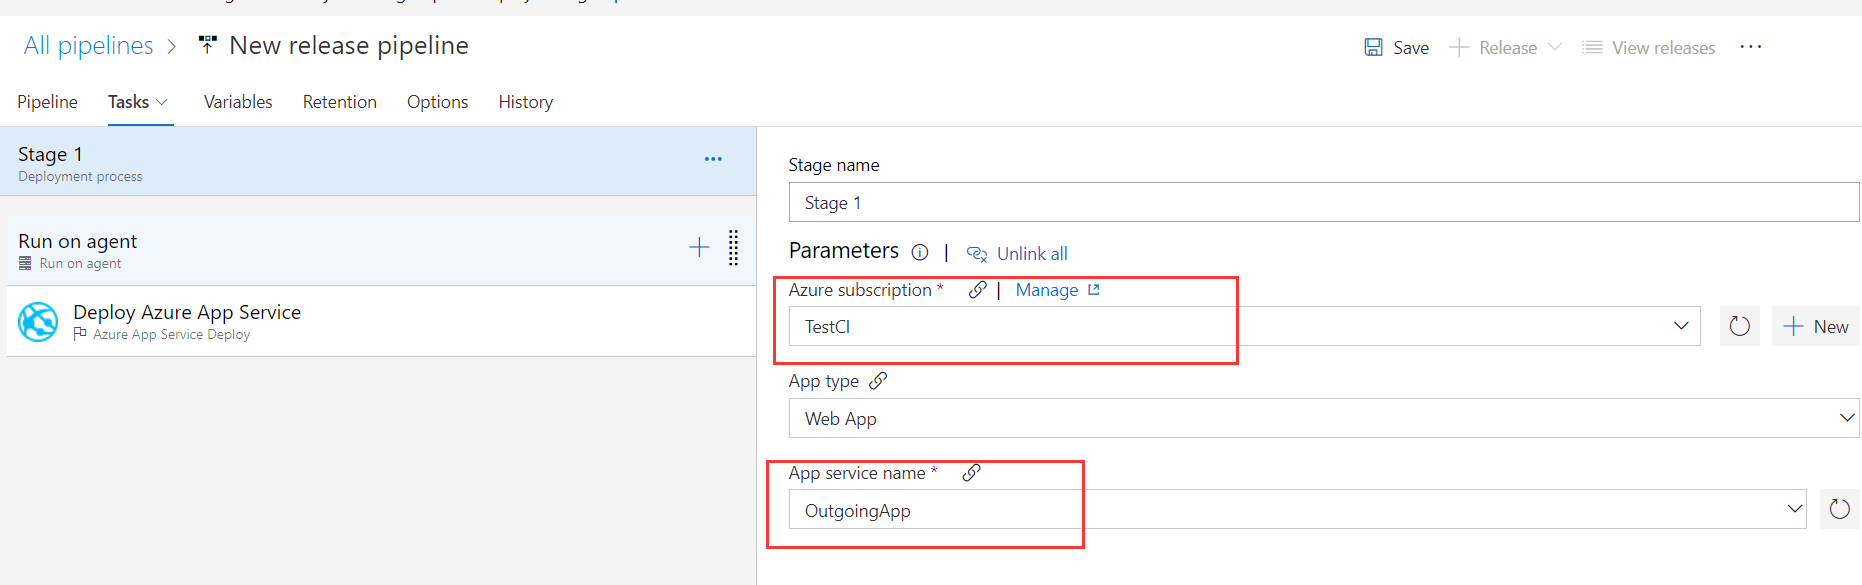 All pipelines > New release pipeline
Save Release View releases ...
Pipeline Tasks Variables Retention Options History
Stage 1
Deployment process
Run on agent
Run on agent
Deploy Azure App Service
Azure App Service Deploy
Stage name
Stage 1
Parameters | Unlink all
Azure subscription * | Manage
TestCI
New
App type
Web App
App service name *
OutgoingApp